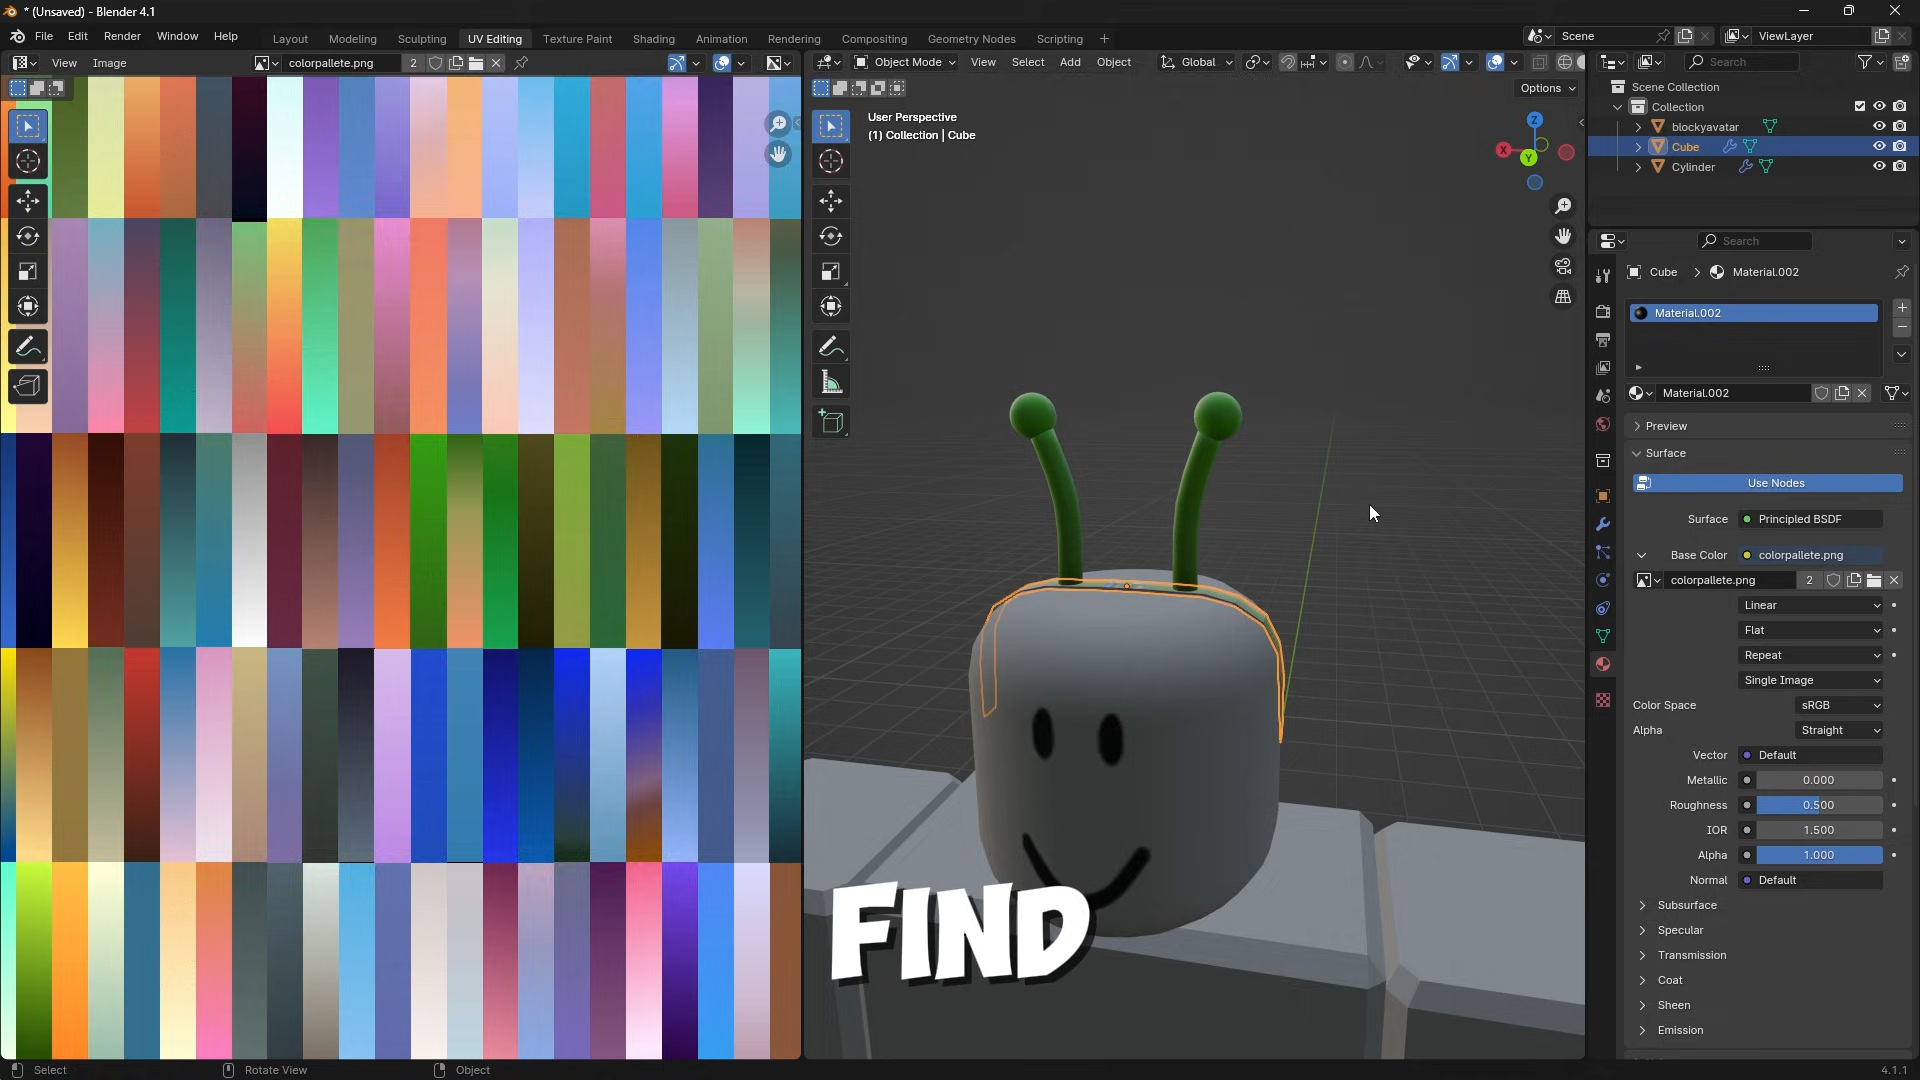 * (Unsaved) - Blender 4.1
File Edit Render Window Help Layout Modeling Sculpting UV Editing Texture Paint Shading Animation Rendering Compositing Geometry Nodes Scripting + Scene ViewLayer
View Image colorpallete.png 2
Object Mode View Select Add Object Global
Search
Options
User Perspective
(1) Collection | Cube
Z
X
Y
Scene Collection
Collection
blockyavatar
Cube
Cylinder
Search
Cube > Material.002
Material.002
Material.002
Preview
Surface
Use Nodes
Surface Principled BSDF
Base Color colorpallete.png
colorpallete.png 2
Linear
Flat
Repeat
Single Image
Color Space sRGB
Alpha Straight
Vector Default
Metallic 0.000
Roughness 0.500
IOR 1.500
Alpha 1.000
Normal Default
Subsurface
Specular
Transmission
Coat
Sheen
Emission
FIND
Select Rotate View Object 4.1.1